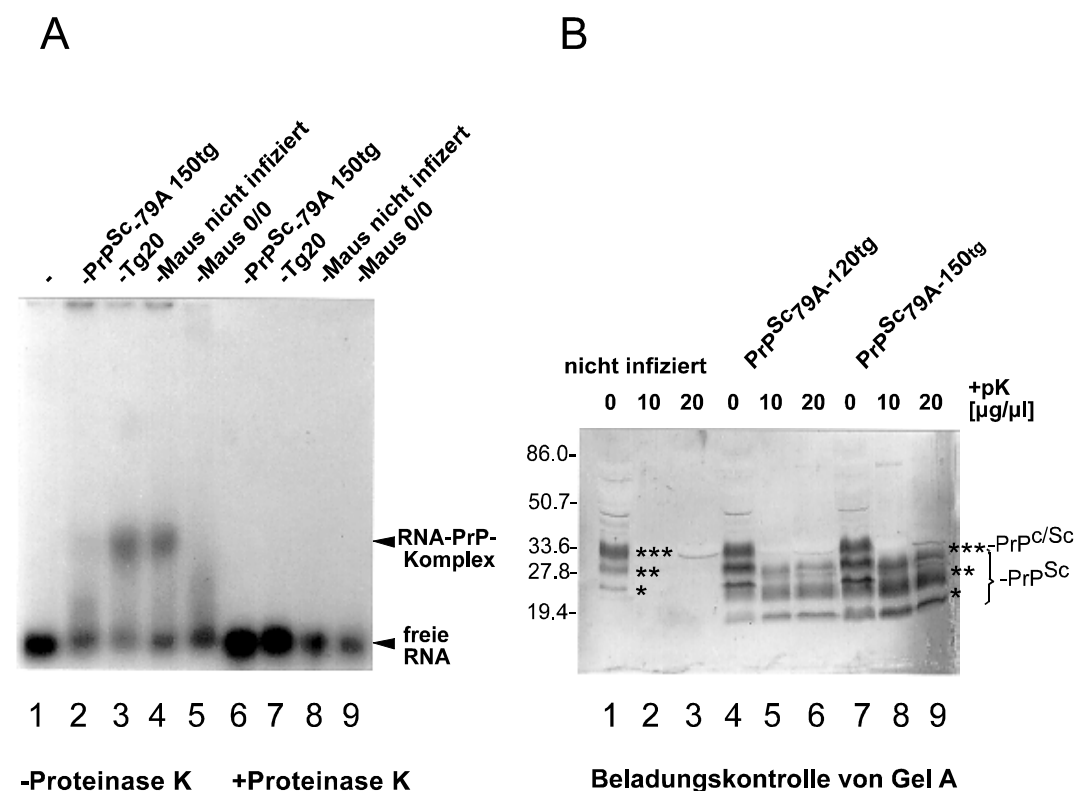 A
-
-PrPSc-79A 150tg
-Tg20
-Maus nicht infiziert
-Maus 0/0
-PrPSc-79A 150tg
-Tg20
-Maus nicht infizert
-Maus 0/0
RNA-PrP-
Komplex
freie
RNA
1 2 3 4 5 6 7 8 9
-Proteinase K +Proteinase K
B
PrPSc79A-120tg
PrPSc79A-150tg
nicht infiziert
0 10 20 0 10 20 0 10 20
+pK
[µg/µl]
86.0-
50.7-
33.6-
27.8-
19.4-
***
**
*
***
**
*
-PrPc/Sc
-PrPSc
1 2 3 4 5 6 7 8 9
Beladungskontrolle von Gel A